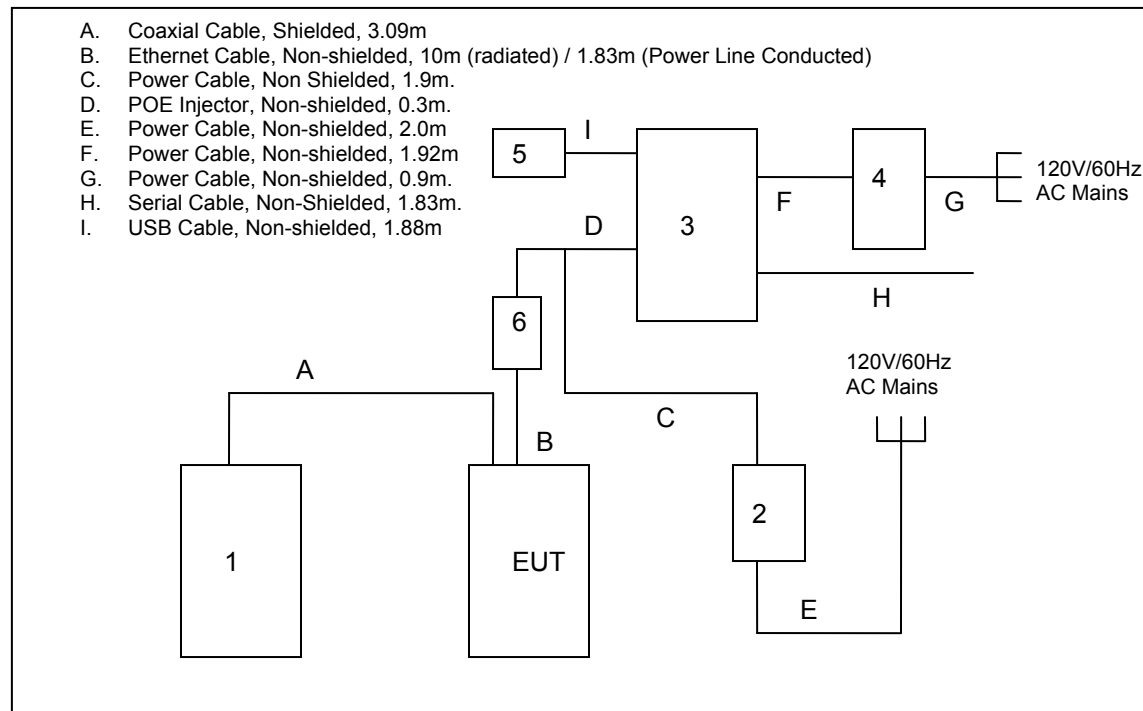 A. Coaxial Cable, Shielded, 3.09m
B. Ethernet Cable, Non-shielded, 10m (radiated) / 1.83m (Power Line Conducted)
C. Power Cable, Non Shielded, 1.9m.
D. POE Injector, Non-shielded, 0.3m.
E. Power Cable, Non-shielded, 2.0m
F. Power Cable, Non-shielded, 1.92m
G. Power Cable, Non-shielded, 0.9m.
H. Serial Cable, Non-Shielded, 1.83m.
I. USB Cable, Non-shielded, 1.88m
I
5
4
120V/60Hz
AC Mains
F
G
D
3
H
6
120V/60Hz
AC Mains
A
C
B
2
1
EUT
E